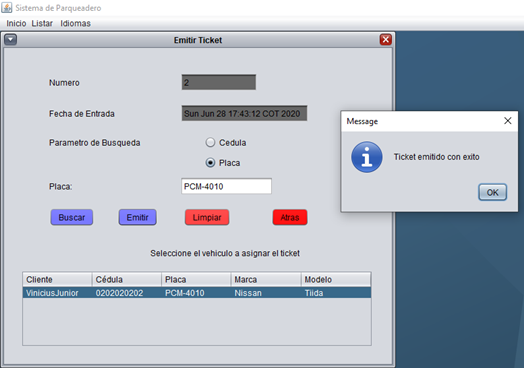 Sistema de Parqueadero
Inicio Listar Idiomas
Emitir Ticket
Numero
2
Fecha de Entrada
Sun Jun 28 17:43:12 COT 2020
Parametro de Busqueda
Cedula
Placa
Placa:
PCM-4010
Buscar Emitir Limpiar Atras
Seleccione el vehiculo a asignar el ticket
Cliente Cédula Placa Marca Modelo
ViniciusJunior 0202020202 PCM-4010 Nissan Tiida
Message
Ticket emitido con exito
OK